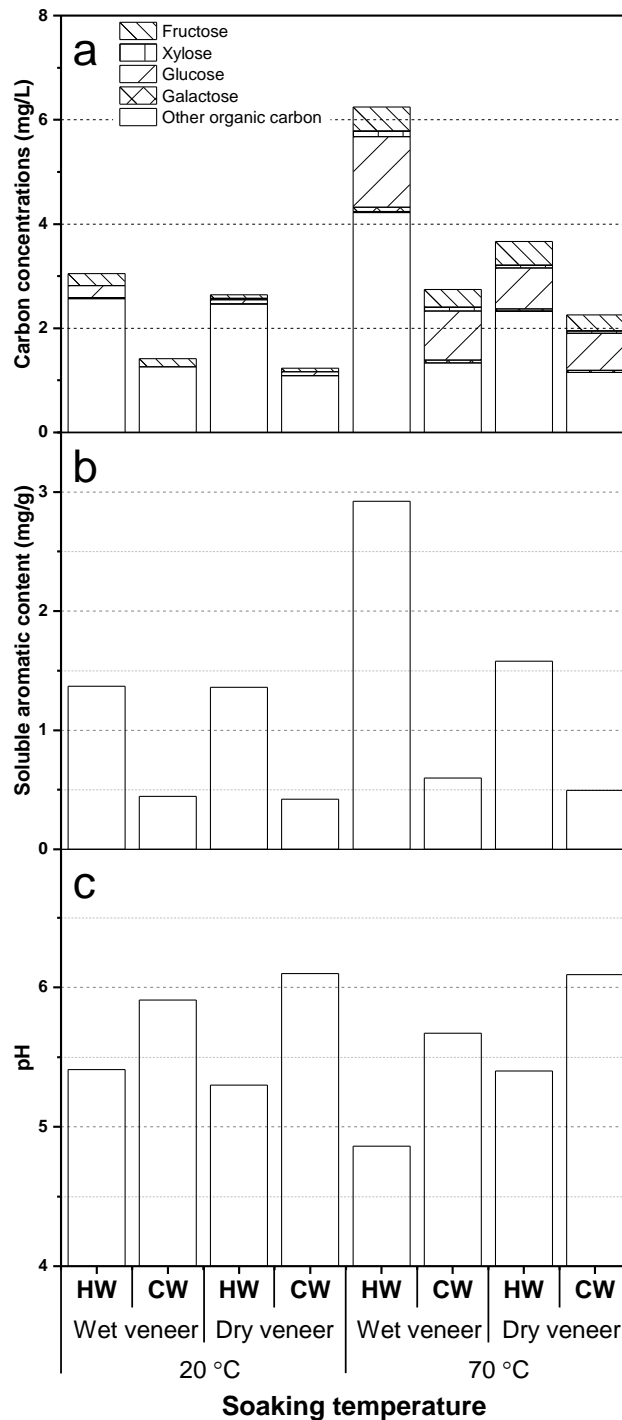 a
Fructose
Xylose
Glucose
Galactose
Other organic carbon
Carbon concentrations (mg/L)
8
6
4
2
0
b
Soluble aromatic content (mg/g)
3
2
1
0
c
pH
6
5
4
HW CW HW CW HW CW HW CW
Wet veneer Dry veneer Wet veneer Dry veneer
20 °C 70 °C
Soaking temperature